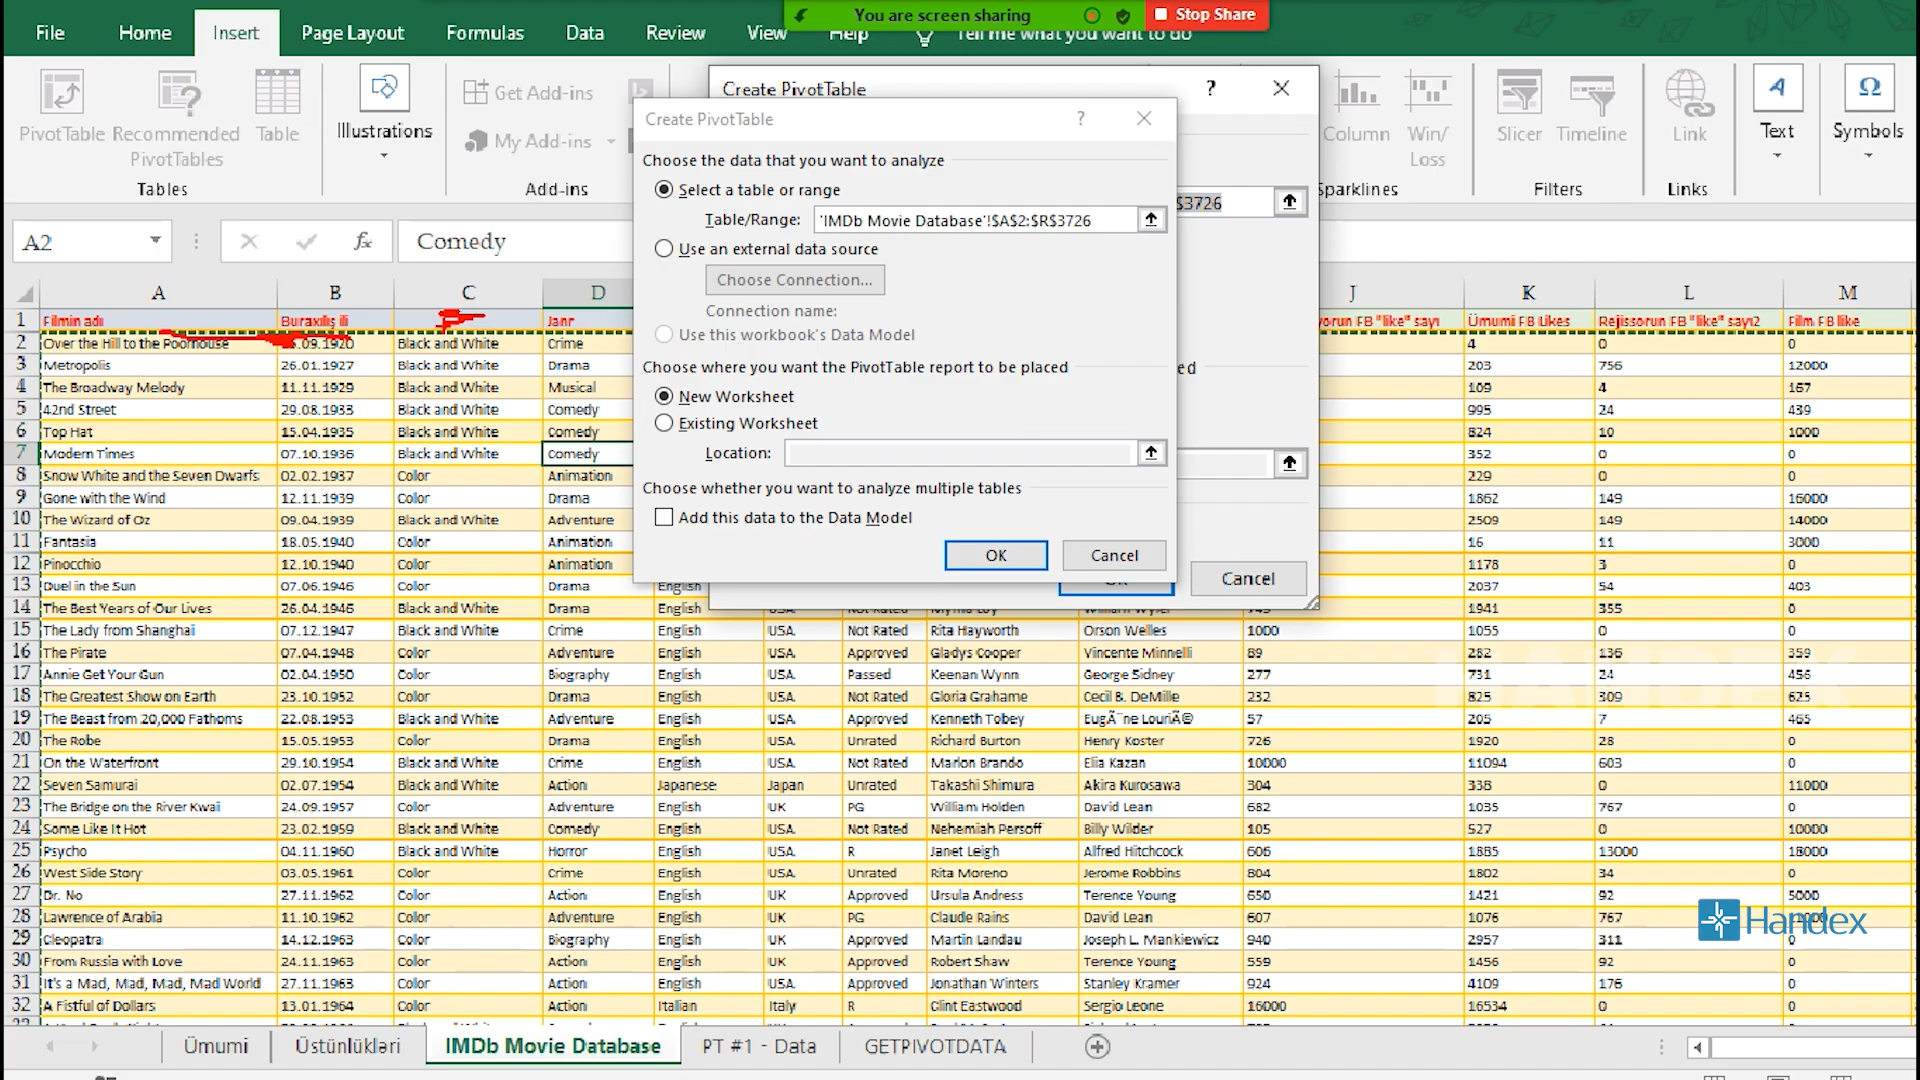 You are screen sharing
Stop Share
File Home Insert Page Layout Formulas Data Review View Help Tell me what you want to do
PivotTable Recommended PivotTables Table
Tables
Illustrations
Get Add-ins
My Add-ins
Add-ins
Column Win/ Loss
Sparklines
Slicer Timeline
Filters
Link
Links
Text
Symbols
Create PivotTable ?
$3726
ed
Cancel
Create PivotTable ?
Choose the data that you want to analyze
Select a table or range
Table/Range: 'IMDb Movie Database'!$A$2:$R$3726
Use an external data source
Choose Connection...
Connection name:
Use this workbook's Data Model
Choose where you want the PivotTable report to be placed
New Worksheet
Existing Worksheet
Location:
Choose whether you want to analyze multiple tables
Add this data to the Data Model
OK Cancel
A2 fx Comedy
A B C D J K L M
1 Filmin adı Buraxılış ili Janr orun FB "like" sayı Ümumi FB Likes Rejissorun FB "like" sayı2 Film FB like
2 Over the Hill to the Poorhouse .09.1920 Black and White Crime 4 0 0
3 Metropolis 26.01.1927 Black and White Drama 203 756 12000
4 The Broadway Melody 11.11.1929 Black and White Musical 109 4 167
5 42nd Street 29.08.1933 Black and White Comedy 995 24 439
6 Top Hat 15.04.1935 Black and White Comedy 824 10 1000
7 Modern Times 07.10.1936 Black and White Comedy 352 0 0
8 Snow White and the Seven Dwarfs 02.02.1937 Color Animation 229 0 0
9 Gone with the Wind 12.11.1939 Color Drama 1862 149 16000
10 The Wizard of Oz 09.04.1939 Black and White Adventure 2509 149 14000
11 Fantasia 18.05.1940 Color Animation 16 11 3000
12 Pinocchio 12.10.1940 Color Animation 1178 3 0
13 Duel in the Sun 07.06.1946 Color Drama English 2037 54 403
14 The Best Years of Our Lives 26.04.1946 Black and White Drama English USA Not Rated Myrna Loy William Wyler 1941 355 0
15 The Lady from Shanghai 07.12.1947 Black and White Crime English USA Not Rated Rita Hayworth Orson Welles 1000 1055 0 0
16 The Pirate 07.04.1948 Color Adventure English USA Approved Gladys Cooper Vincente Minnelli 89 282 136 359
17 Annie Get Your Gun 02.04.1950 Color Biography English USA Passed Keenan Wynn George Sidney 277 731 24 456
18 The Greatest Show on Earth 23.10.1952 Color Drama English USA Not Rated Gloria Grahame Cecil B. DeMille 232 825 309 625
19 The Beast from 20,000 Fathoms 22.08.1953 Black and White Adventure English USA Approved Kenneth Tobey EugÃ¨ne LouriÃ© 57 205 7 465
20 The Robe 15.05.1953 Color Drama English USA Unrated Richard Burton Henry Koster 726 1920 28 0
21 On the Waterfront 29.10.1954 Black and White Crime English USA Not Rated Marlon Brando Elia Kazan 10000 11094 603 0
22 Seven Samurai 02.07.1954 Black and White Action Japanese Japan Unrated Takashi Shimura Akira Kurosawa 304 338 0 11000
23 The Bridge on the River Kwai 24.09.1957 Color Adventure English UK PG William Holden David Lean 682 1035 767 0
24 Some Like It Hot 23.02.1959 Black and White Comedy English USA Not Rated Nehemiah Persoff Billy Wilder 105 527 0 10000
25 Psycho 04.11.1960 Black and White Horror English USA R Janet Leigh Alfred Hitchcock 606 1885 13000 18000
26 West Side Story 03.05.1961 Color Crime English USA Unrated Rita Moreno Jerome Robbins 804 1802 34 0
27 Dr. No 27.11.1962 Color Action English UK Approved Ursula Andress Terence Young 650 1421 92 5000
28 Lawrence of Arabia 11.10.1962 Color Adventure English UK PG Claude Rains David Lean 607 1076 767
29 Cleopatra 14.12.1963 Color Biography English UK Approved Martin Landau Joseph L. Mankiewicz 940 2957 311 0
30 From Russia with Love 24.11.1963 Color Action English UK Approved Robert Shaw Terence Young 559 1456 92 0
31 It's a Mad, Mad, Mad, Mad World 27.11.1963 Color Action English USA Approved Jonathan Winters Stanley Kramer 924 4109 176 0
32 A Fistful of Dollars 13.01.1964 Color Action Italian Italy R Clint Eastwood Sergio Leone 16000 16534 0 0
Handex
Ümumi Üstünlükləri IMDb Movie Database PT #1 - Data GETPIVOTDATA